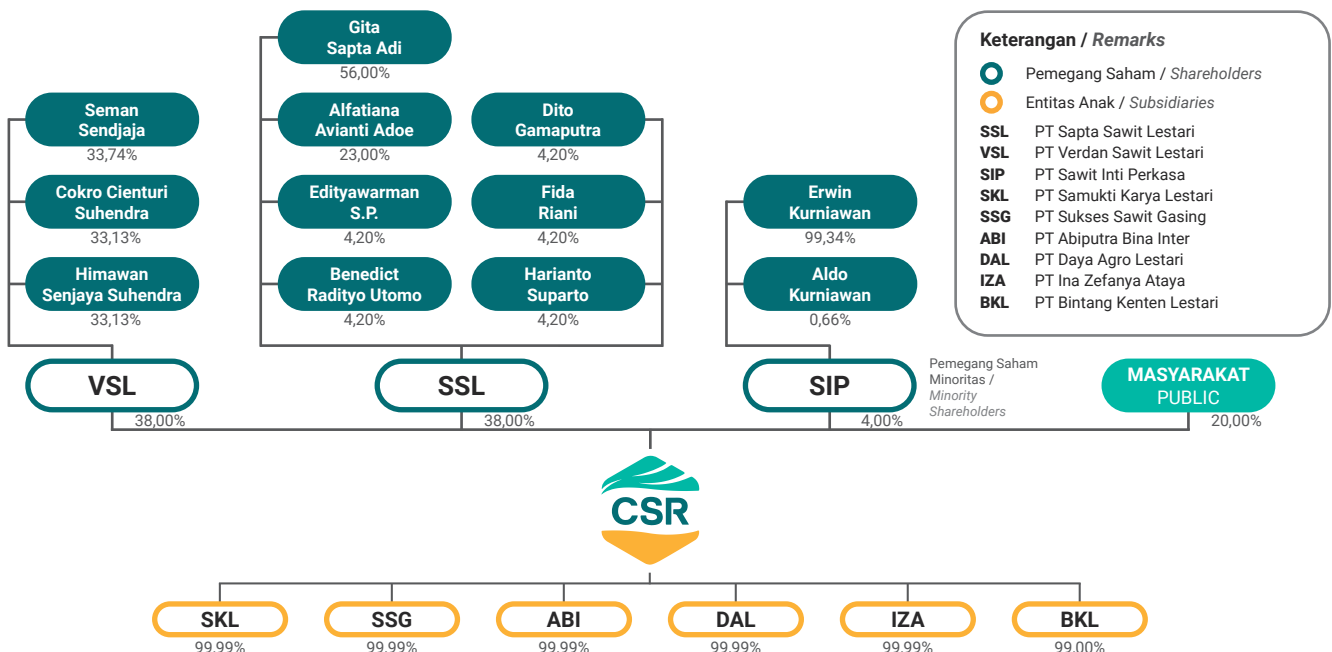 Gita
Sapta Adi
56,00%
Seman
Sendjaja
33,74%
Cokro Cienturi
Suhendra
33,13%
Himawan
Senjaya Suhendra
33,13%
Alfatiana
Avianti Adoe
23,00%
Edityawarman
S.P.
4,20%
Benedict
Radityo Utomo
4,20%
Dito
Gamaputra
4,20%
Fida
Riani
4,20%
Harianto
Suparto
4,20%
Erwin
Kurniawan
99,34%
Aldo
Kurniawan
0,66%
Keterangan / Remarks
Pemegang Saham / Shareholders
Entitas Anak / Subsidiaries
SSL PT Sapta Sawit Lestari
VSL PT Verdan Sawit Lestari
SIP PT Sawit Inti Perkasa
SKL PT Samukti Karya Lestari
SSG PT Sukses Sawit Gasing
ABI PT Abiputra Bina Inter
DAL PT Daya Agro Lestari
IZA PT Ina Zefanya Ataya
BKL PT Bintang Kenten Lestari
VSL
38,00%
SSL
38,00%
SIP
4,00%
Pemegang Saham
Minoritas /
Minority
Shareholders
MASYARAKAT
PUBLIC
20,00%
CSR
SKL
99,99%
SSG
99,99%
ABI
99,99%
DAL
99,99%
IZA
99,99%
BKL
99,00%